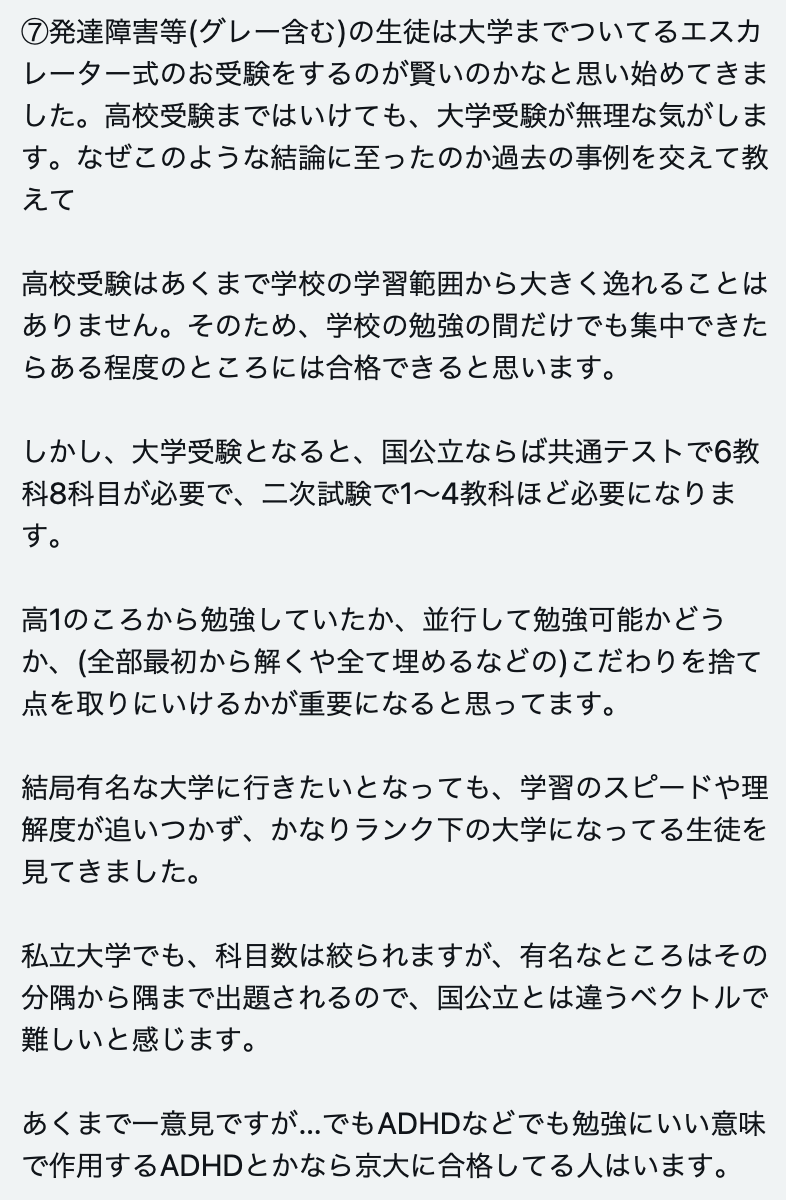 ⑦発達障害等(グレー含む)の生徒は大学までついてるエスカ
レーター式のお受験をするのが賢いのかなと思い始めてきま
した。高校受験まではいけても、大学受験が無理な気がしま
す。なぜこのような結論に至ったのか過去の事例を交えて教
えて
高校受験はあくまで学校の学習範囲から大きく逸れることは
ありません。そのため、学校の勉強の間だけでも集中できた
らある程度のところには合格できると思います。
しかし、大学受験となると、国公立ならば共通テストで6教
科8科目が必要で、二次試験で1〜4教科ほど必要になりま
す。
高1のころから勉強していたか、並行して勉強可能かどう
か、(全部最初から解くや全て埋めるなどの)こだわりを捨て
点を取りにいけるかが重要になると思ってます。
結局有名な大学に行きたいとなっても、学習のスピードや理
解度が追いつかず、かなりランク下の大学になってる生徒を
見てきました。
私立大学でも、科目数は絞られますが、有名なところはその
分隅から隅まで出題されるので、国公立とは違うベクトルで
難しいと感じます。
あくまで一意見ですが...でもADHDなどでも勉強にいい意味
で作用するADHDとかなら京大に合格してる人はいます。